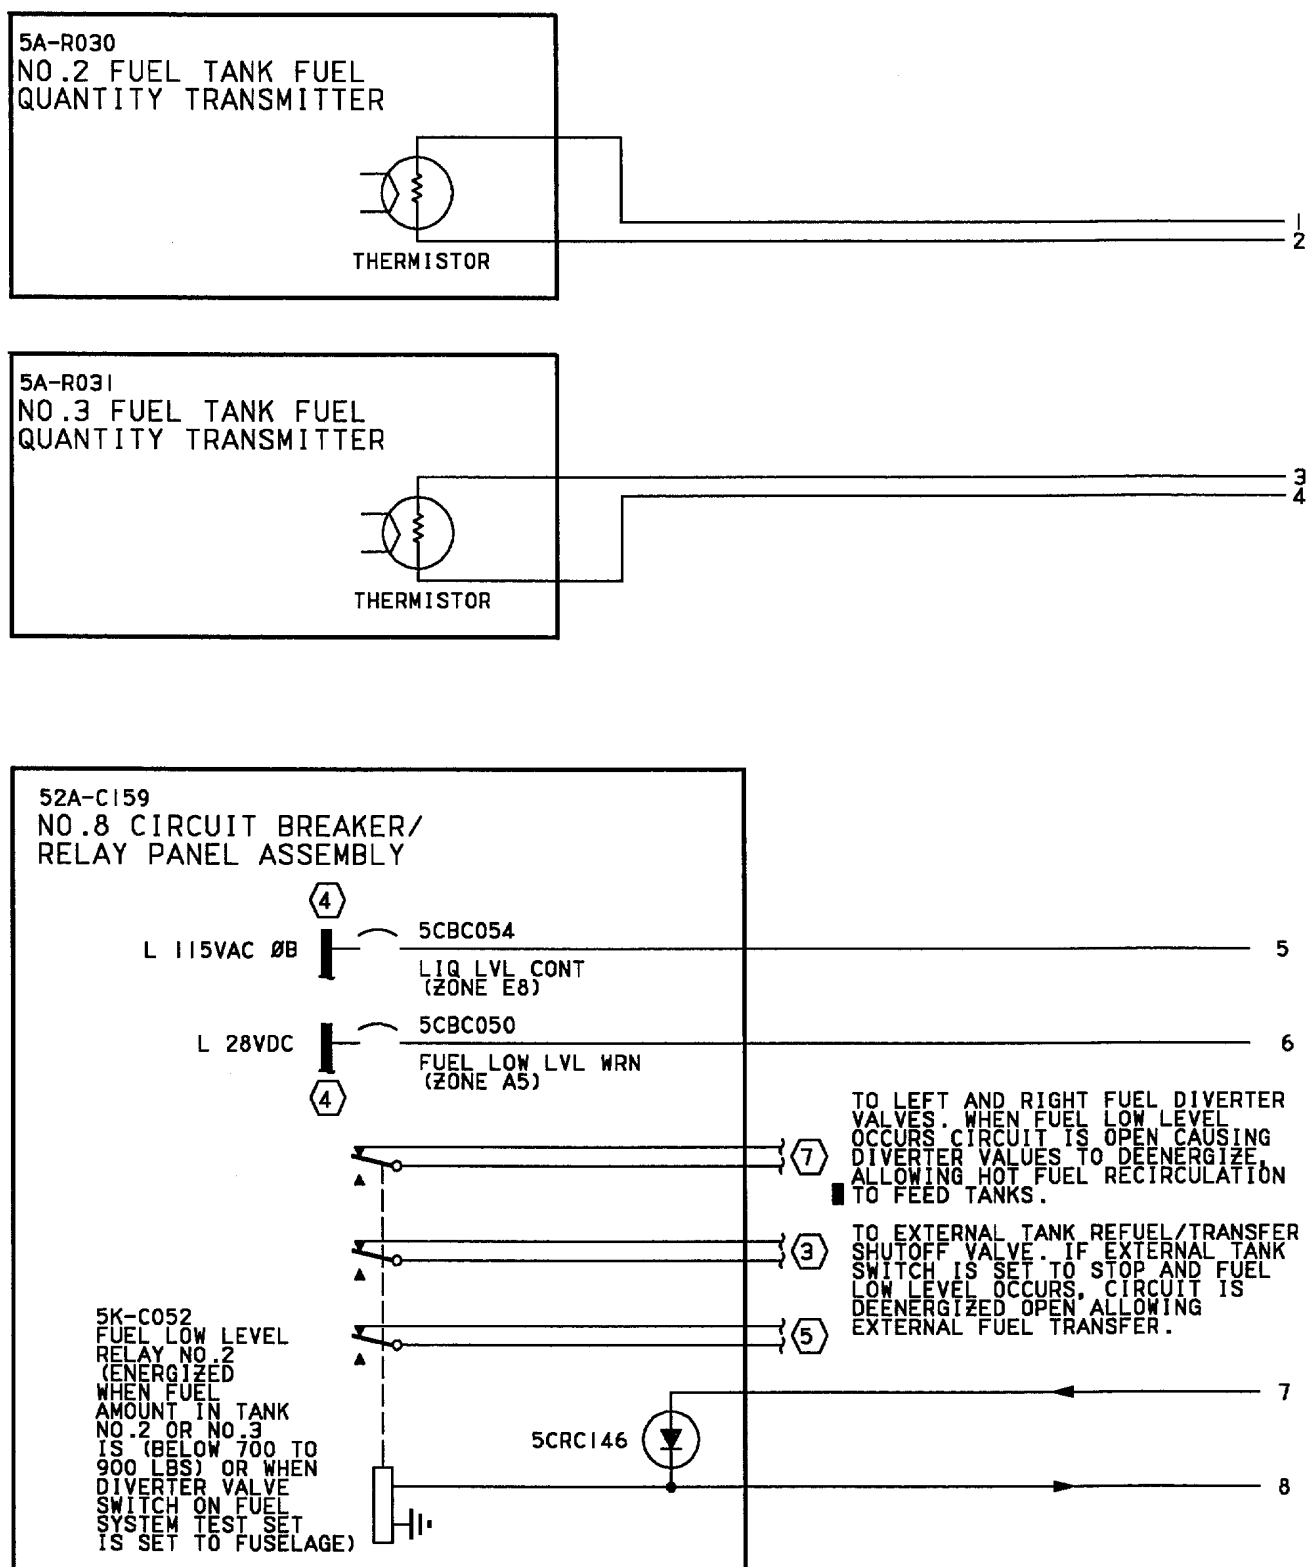 5A-R030
NO.2 FUEL TANK FUEL
QUANTITY TRANSMITTER
THERMISTOR
1
2
5A-R031
NO.3 FUEL TANK FUEL
QUANTITY TRANSMITTER
THERMISTOR
3
4
52A-C159
NO.8 CIRCUIT BREAKER/
RELAY PANEL ASSEMBLY
4
L 115VAC ØB
5CBC054
LIQ LVL CONT
(ZONE E8)
5
L 28VDC
5CBC050
FUEL LOW LVL WRN
(ZONE A5)
6
4
7
TO LEFT AND RIGHT FUEL DIVERTER
VALVES. WHEN FUEL LOW LEVEL
OCCURS CIRCUIT IS OPEN CAUSING
DIVERTER VALUES TO DEENERGIZE,
ALLOWING HOT FUEL RECIRCULATION
TO FEED TANKS.
3
TO EXTERNAL TANK REFUEL/TRANSFER
SHUTOFF VALVE. IF EXTERNAL TANK
SWITCH IS SET TO STOP AND FUEL
LOW LEVEL OCCURS, CIRCUIT IS
DEENERGIZED OPEN ALLOWING
EXTERNAL FUEL TRANSFER.
5
5K-C052
FUEL LOW LEVEL
RELAY NO.2
(ENERGIZED
WHEN FUEL
AMOUNT IN TANK
NO.2 OR NO.3
IS (BELOW 700 TO
900 LBS) OR WHEN
DIVERTER VALVE
SWITCH ON FUEL
SYSTEM TEST SET
IS SET TO FUSELAGE)
7
5CRC146
8